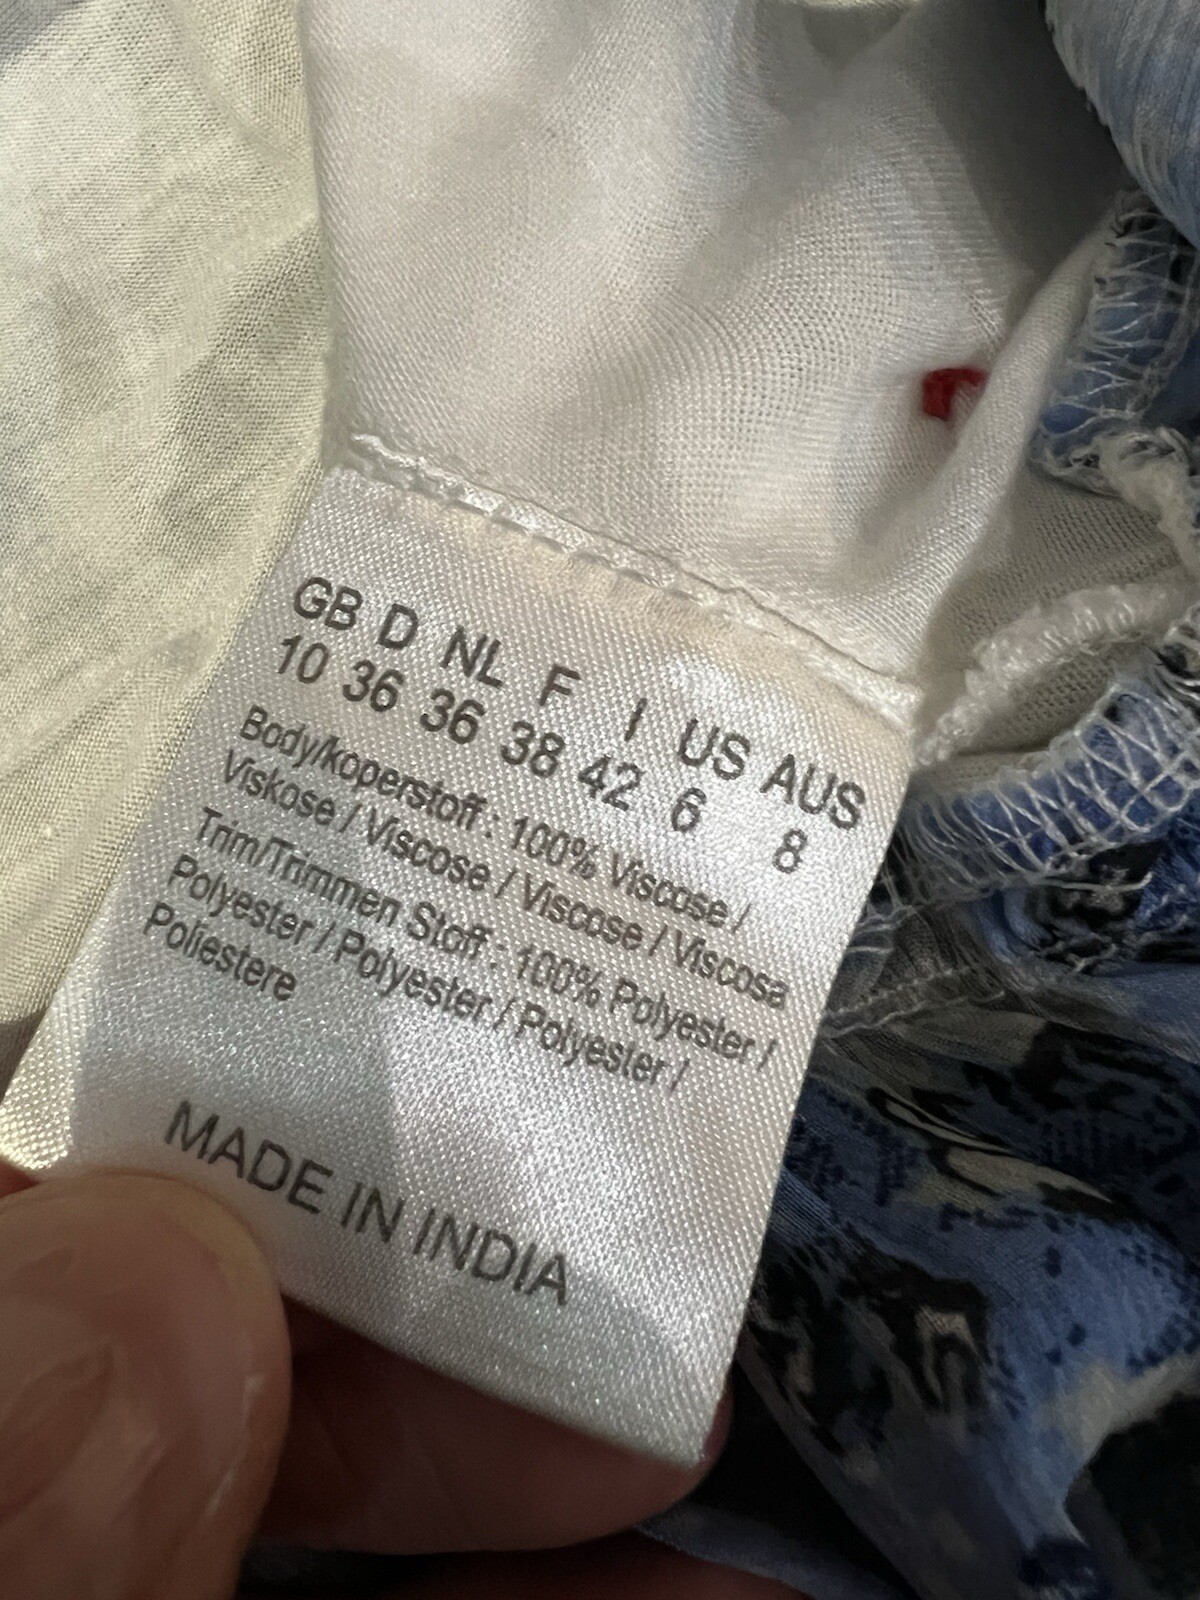 GB D NL F I US AUS
10 36 36 38 42 6 8
Body/koperstoff : 100% Viscose /
Viskose / Viscose / Viscose / Viscosa
Trim/Trimmen Stoff : 100% Polyester /
Polyester / Polyester / Polyester /
Poliestere
MADE IN INDIA